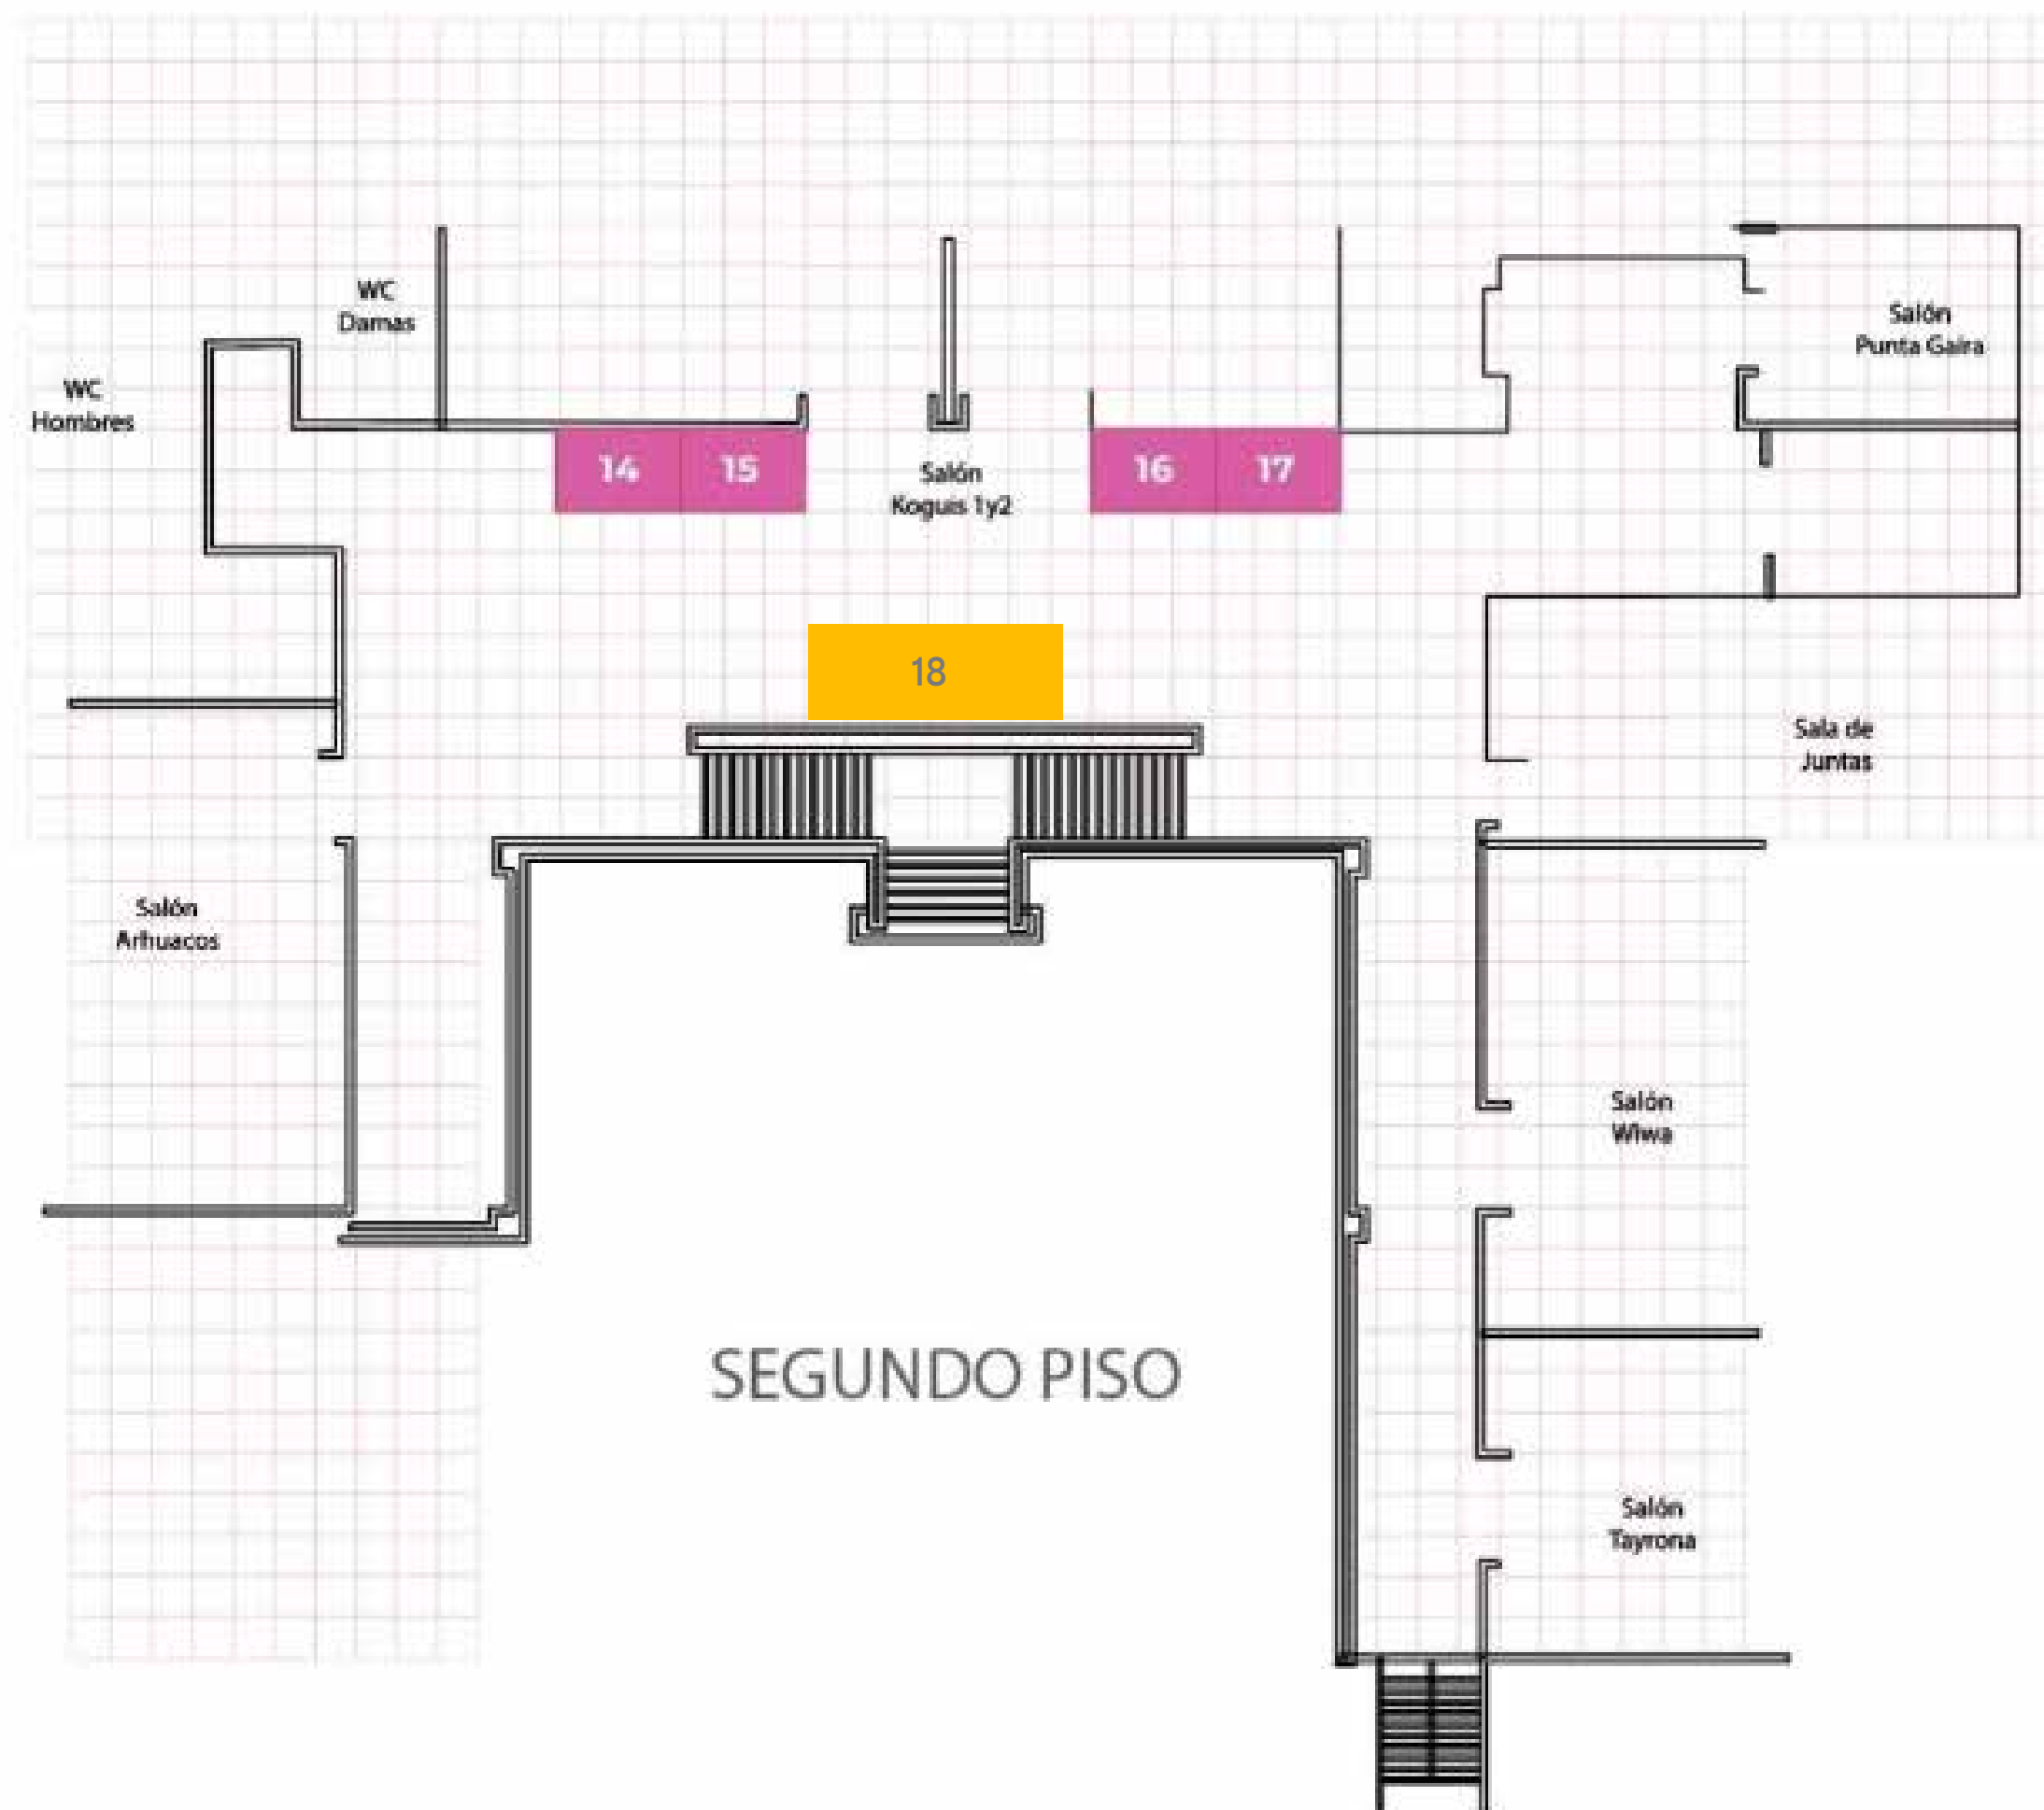 WC
Damas
Salón
Punta Gaira
WC
Hombres
14
15
Salón
Koguis 1y2
16
17
18
Sala de
Juntas
Salón
Arhuacos
Salón
Wiwa
SEGUNDO PISO
Salón
Tayrona